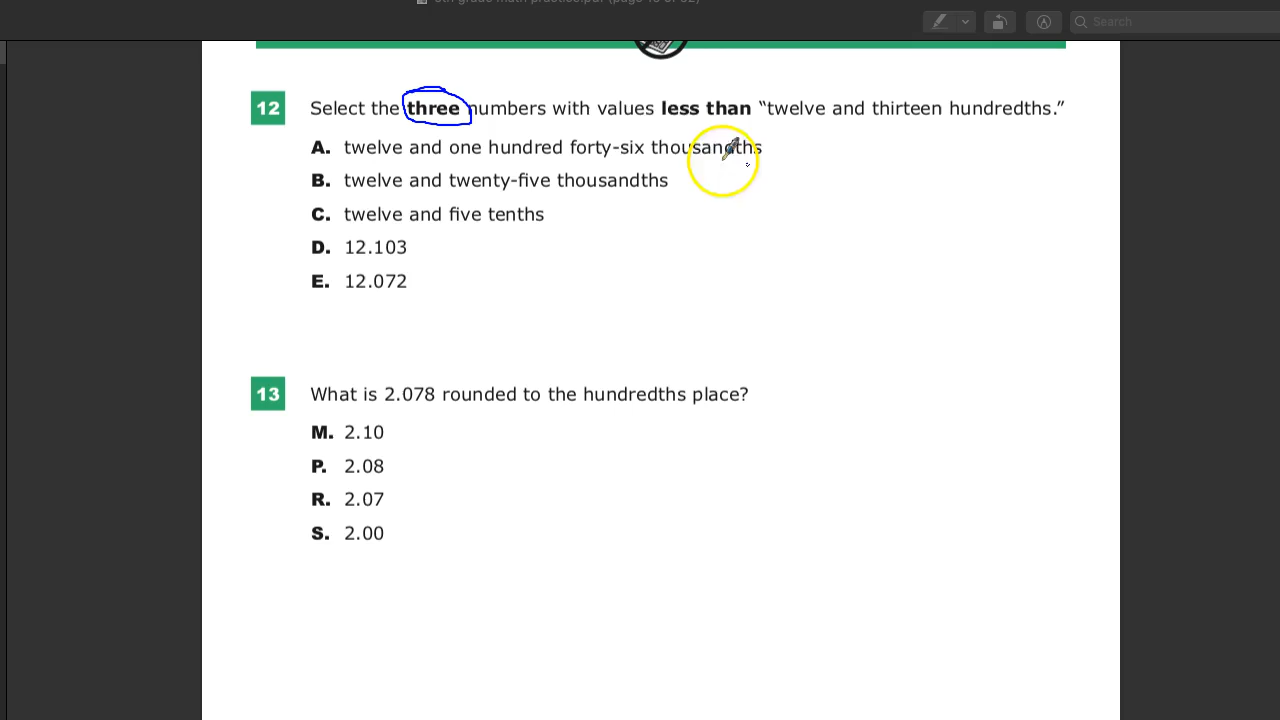 Search
12 Select the three numbers with values less than “twelve and thirteen hundredths.”
A. twelve and one hundred forty-six thousandths
B. twelve and twenty-five thousandths
C. twelve and five tenths
D. 12.103
E. 12.072
13 What is 2.078 rounded to the hundredths place?
M. 2.10
P. 2.08
R. 2.07
S. 2.00